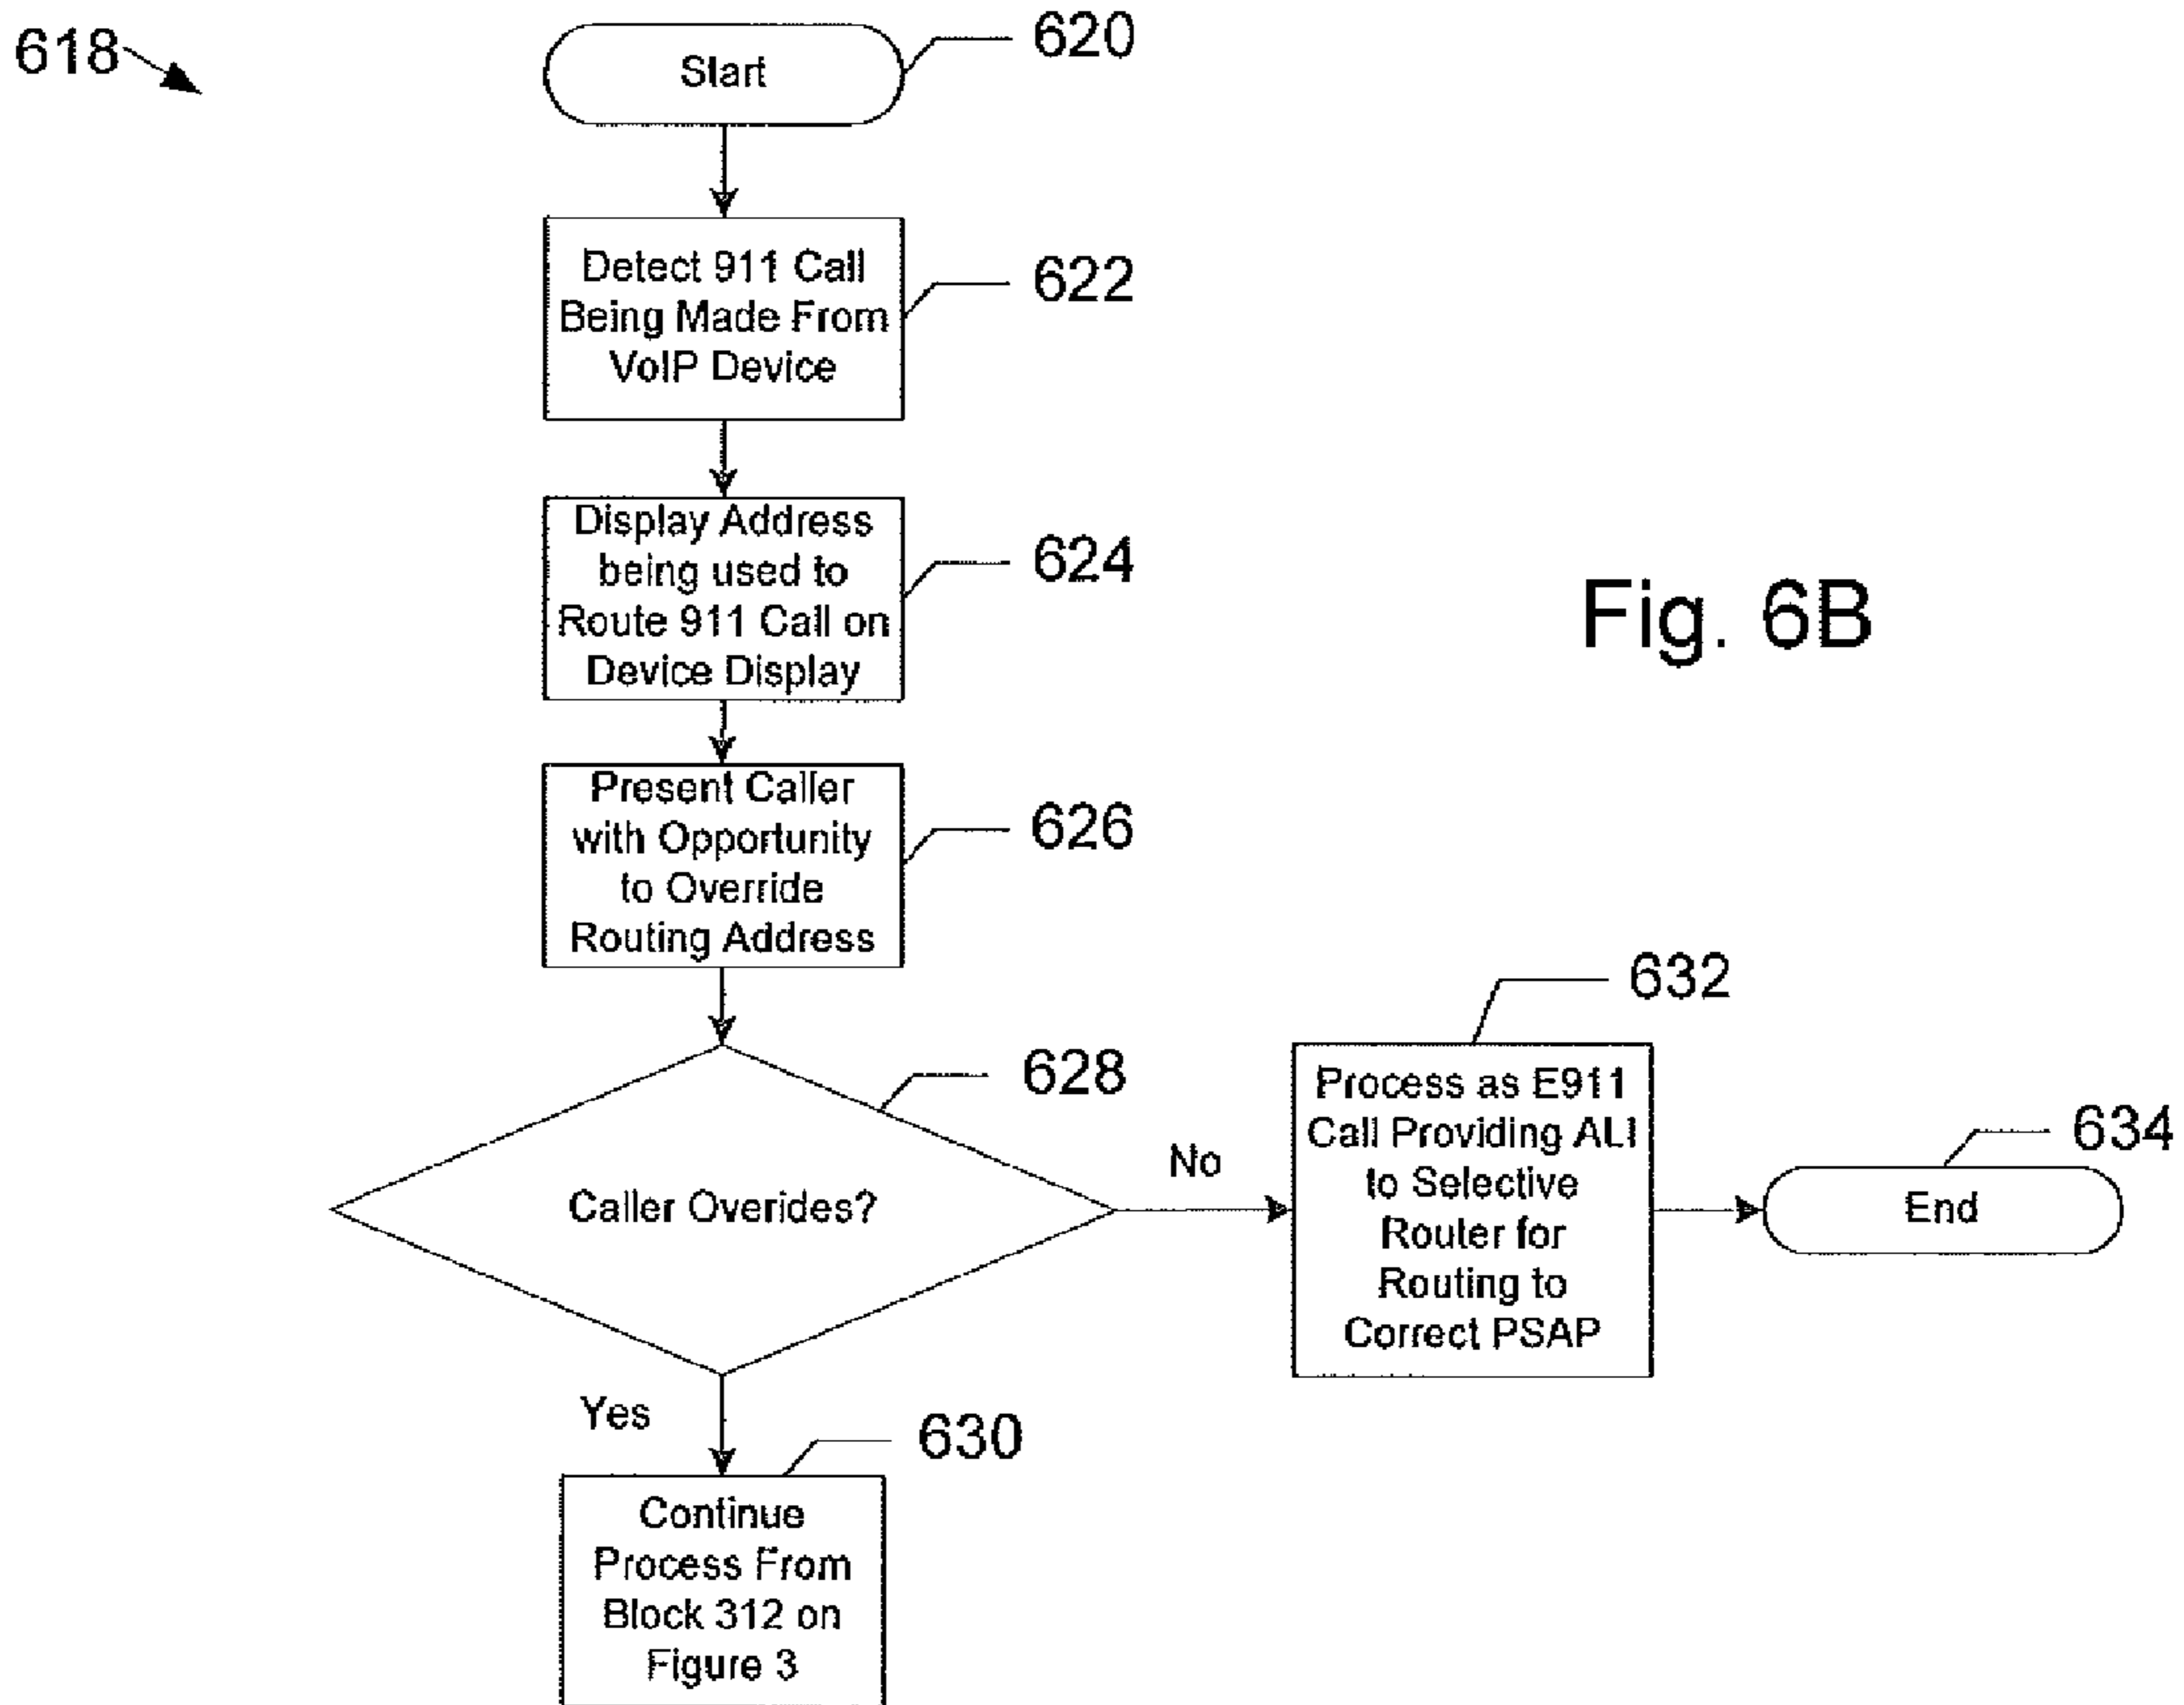 618
Start
620
Detect 911 Call
Being Made From
VoIP Device
622
Display Address
being used to
Route 911 Call on
Device Display
624
Fig. 6B
Present Caller
with Opportunity
to Override
Routing Address
626
Caller Overides?
628
No
Process as E911
Call Providing ALI
to Selective
Router for
Routing to
Correct PSAP
632
End
634
Yes
Continue
Process From
Block 312 on
Figure 3
630